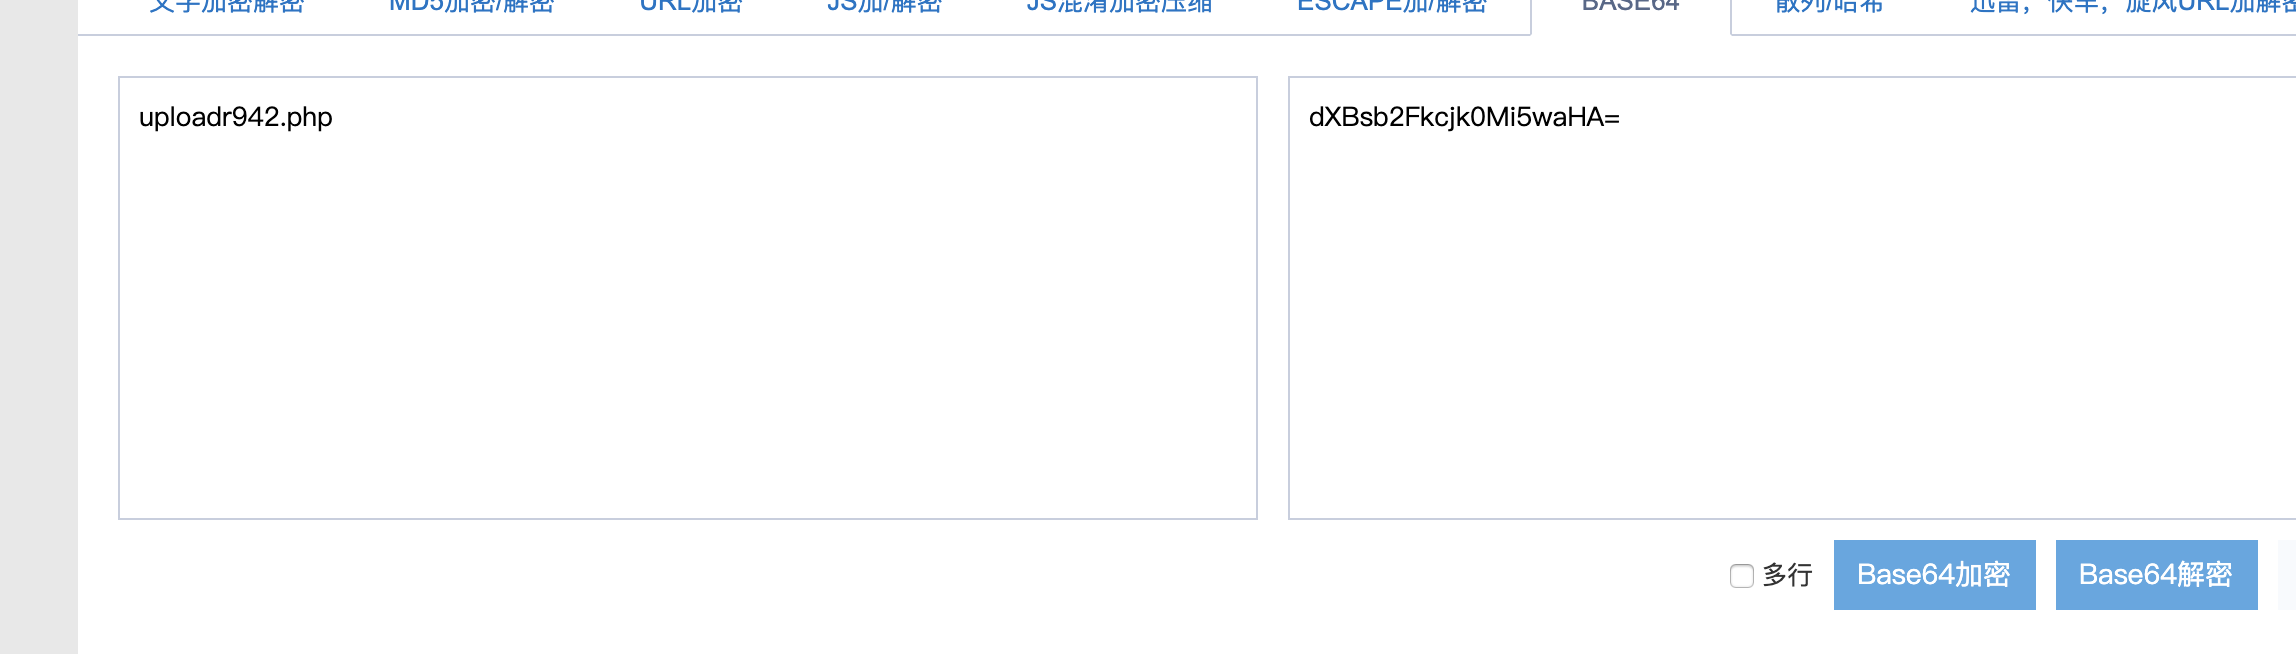 文字加密解密 MD5加密/解密 URL加密 JS加/解密 JS混淆加密压缩 ESCAPE加/解密 BASE64 散列/哈希 迅雷，快车，旋风URL加解密
uploadr942.php
dXBsb2Fkcjk0Mi5waHA=
多行 Base64加密 Base64解密